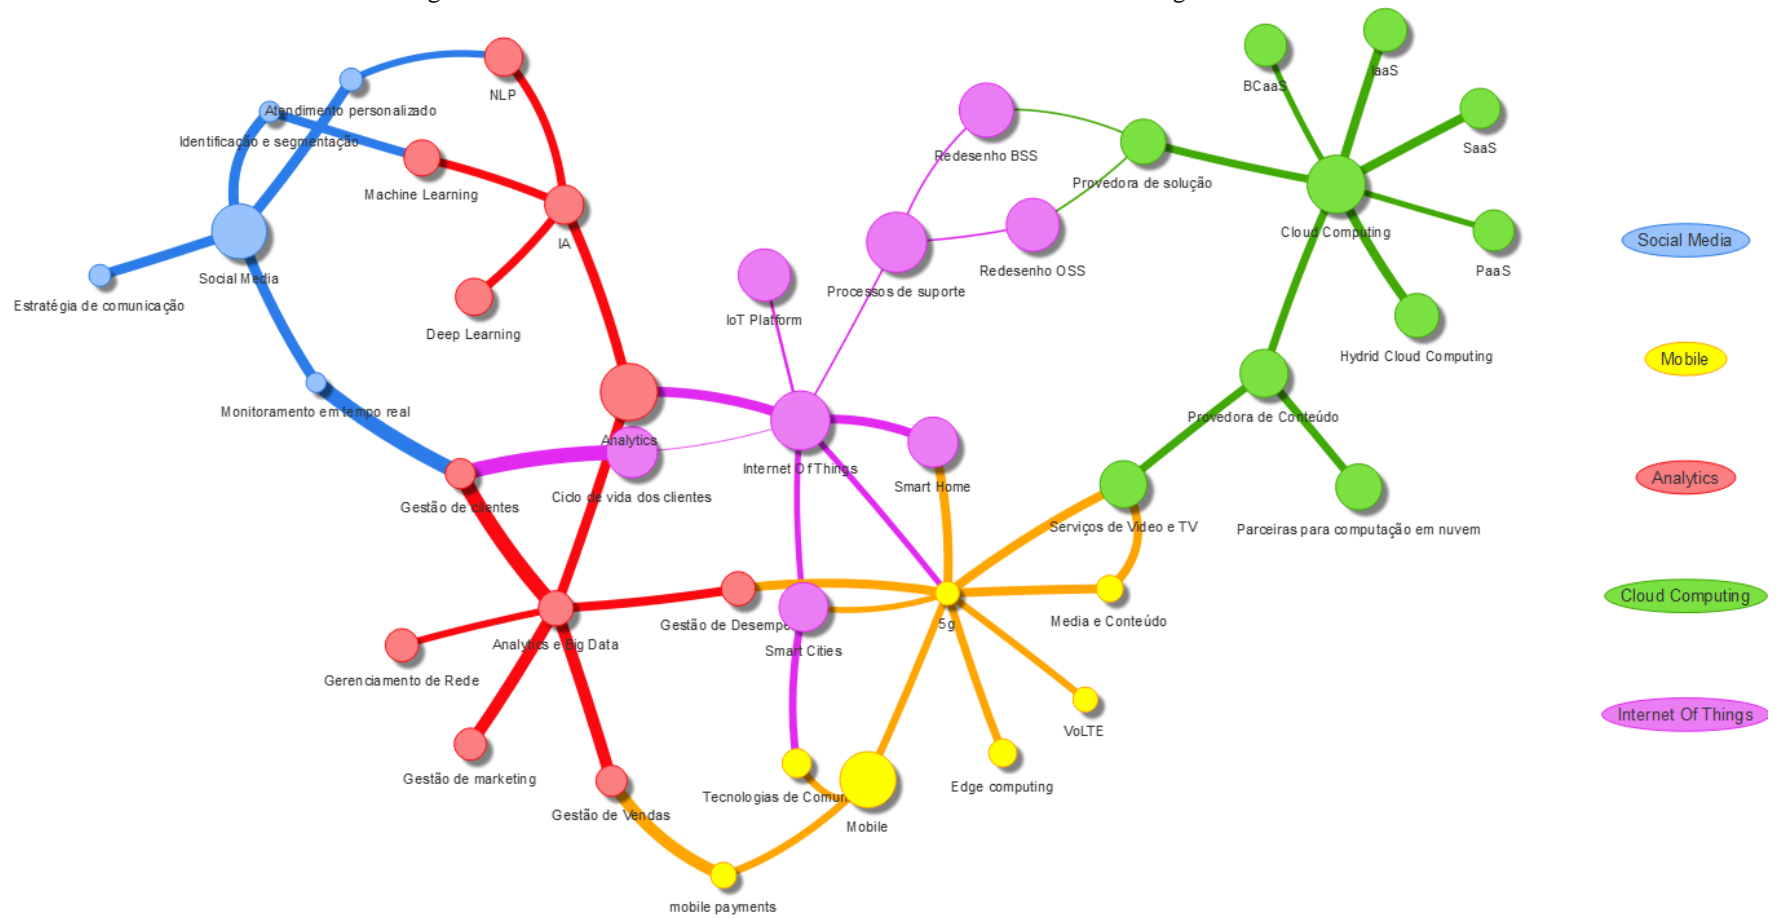 NLP
BCaaS
IaaS
Atendimento personalizado
Identificação e segmentação
SaaS
Redesenho BSS
Provedora de solução
Machine Learning
Cloud Computing
IA
Social Media
PaaS
Redesenho OSS
Social Media
Processos de suporte
Estratégia de comunicação
IoT Platform
Deep Learning
Hydrid Cloud Computing
Mobile
Monitoramento em tempo real
Provedora de Conteúdo
Analytics
Internet Of Things
Analytics
Smart Home
Ciclo de vida dos clientes
Gestão de clientes
Serviços de Video e TV
Parceiras para computação em nuvem
Cloud Computing
Gestão de Desempe
5g
Media e Conteúdo
Analytics e Big Data
Smart Cities
Gerenciamento de Rede
Internet Of Things
VoLTE
Gestão de marketing
Edge computing
Tecnologias de Comun
Gestão de Vendas
Mobile
mobile payments